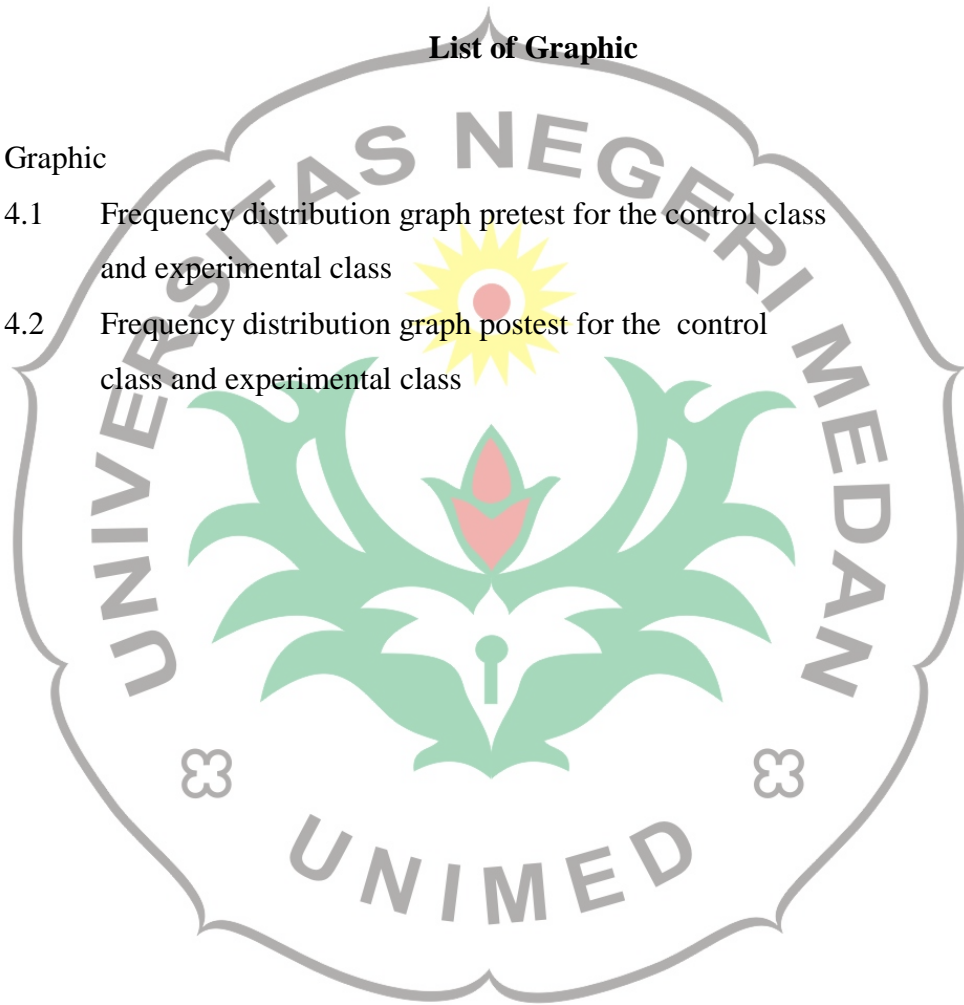 List of Graphic
Graphic
4.1 Frequency distribution graph pretest for the control class
and experimental class
4.2 Frequency distribution graph postest for the control
class and experimental class
UNIVERSITAS NEGERI MEDAN
UNIMED